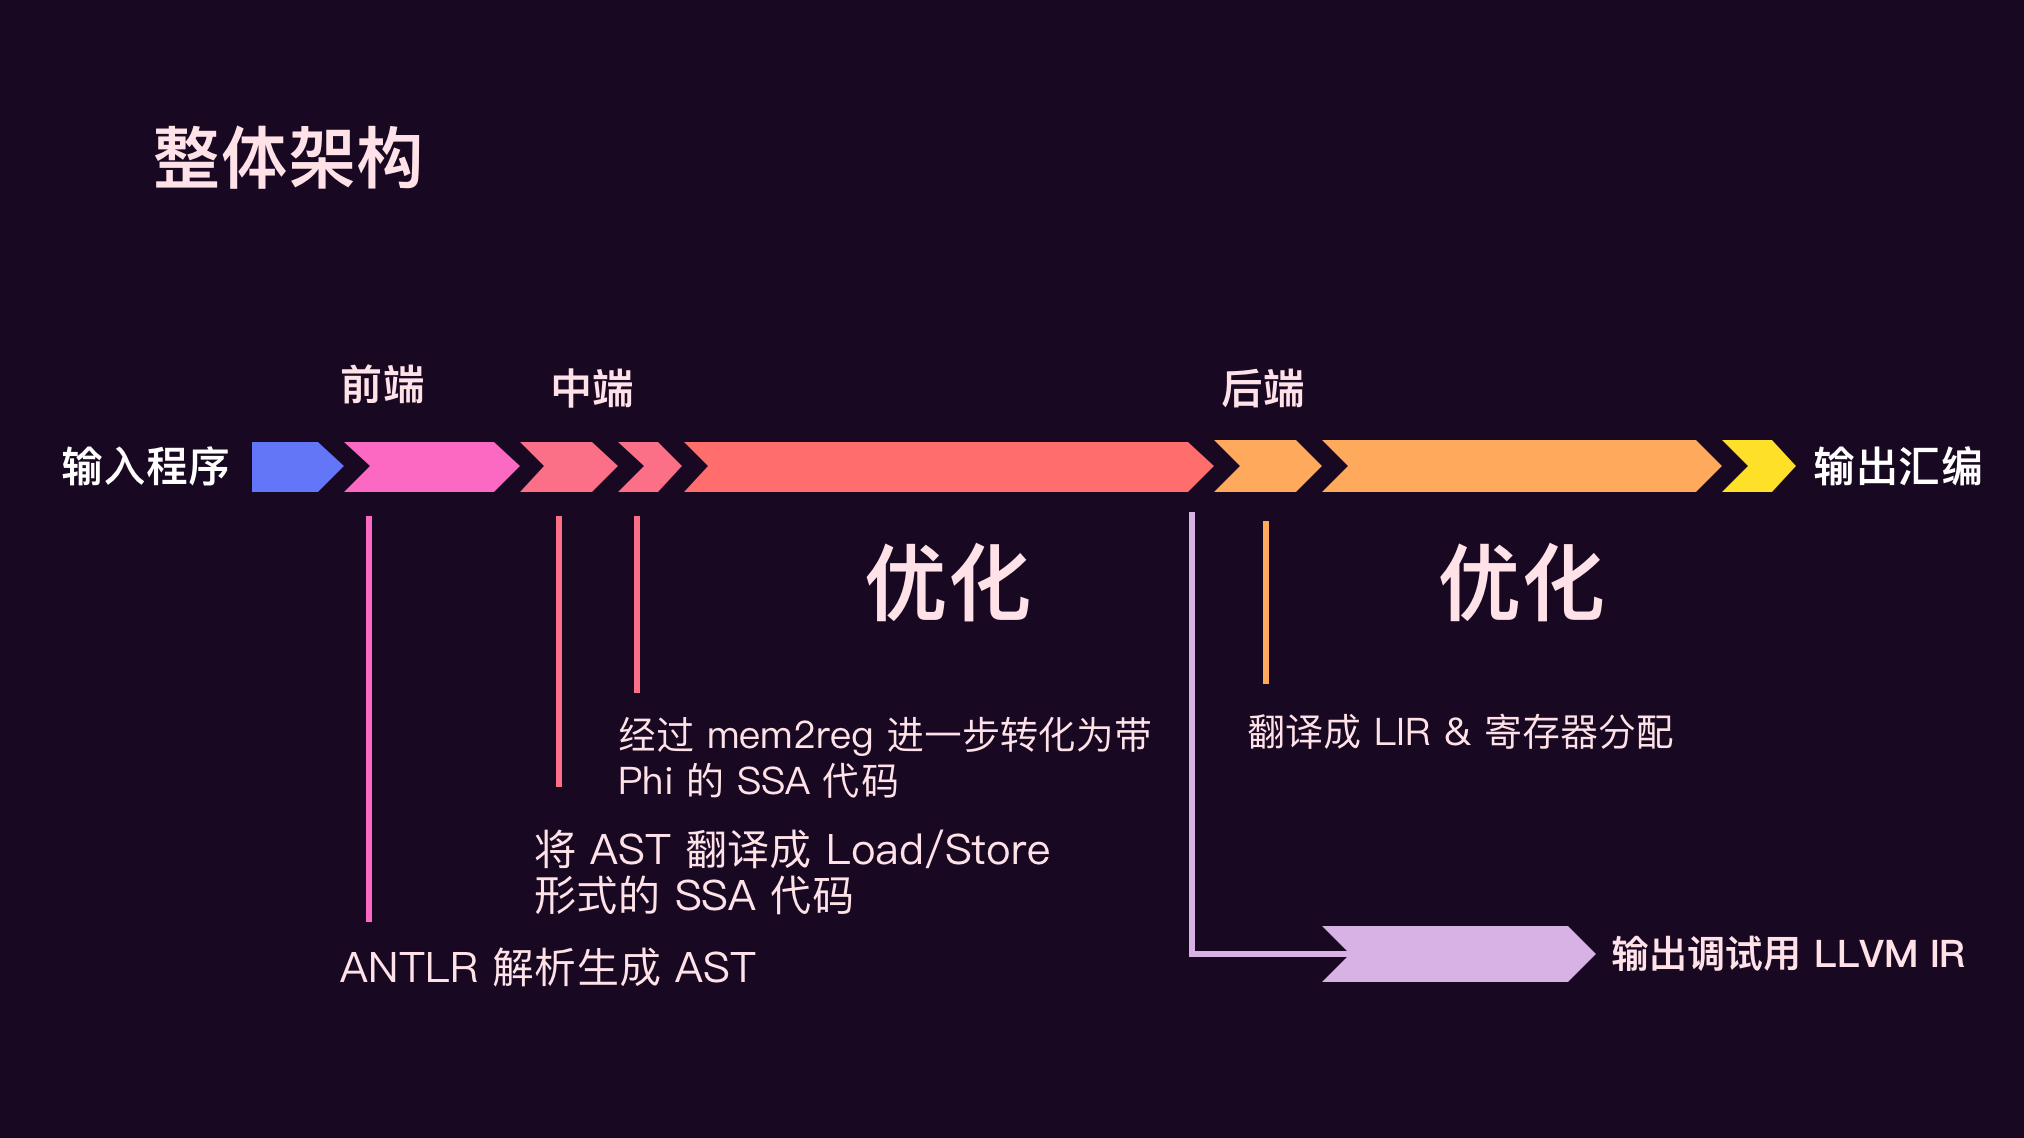 整体架构
前端
中端
后端
输入程序
输出汇编
优化
优化
经过 mem2reg 进一步转化为带
Phi 的 SSA 代码
翻译成 LIR & 寄存器分配
将 AST 翻译成 Load/Store
形式的 SSA 代码
ANTLR 解析生成 AST
输出调试用 LLVM IR